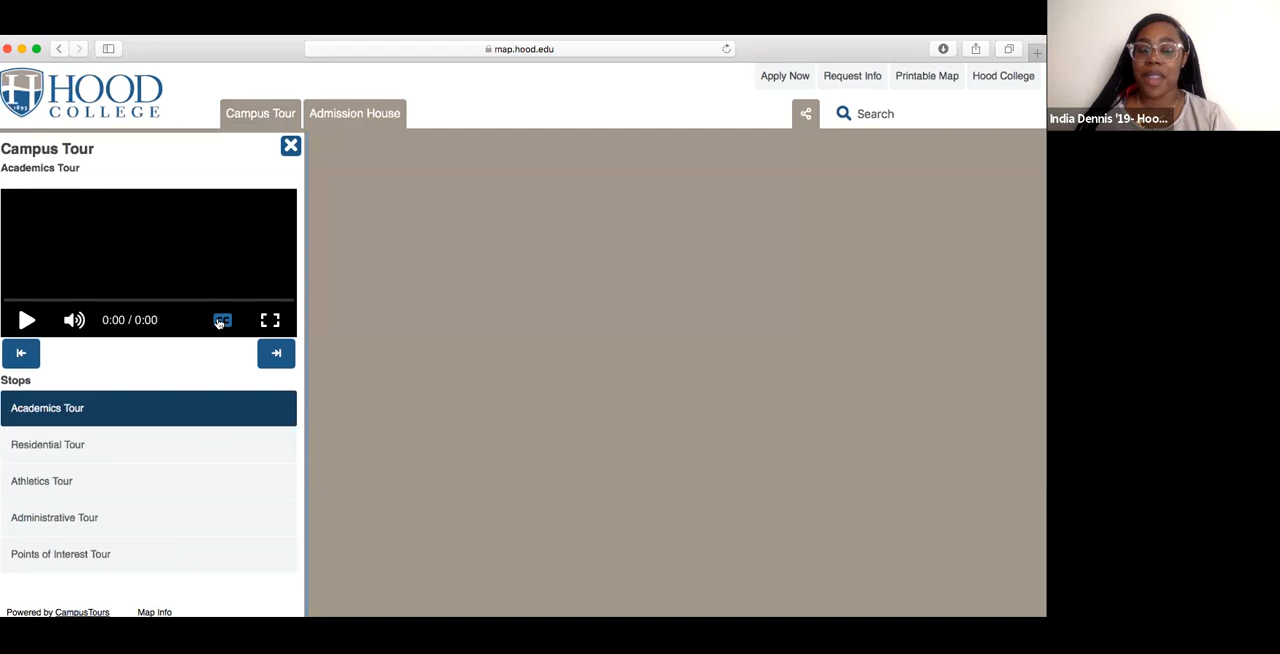 map.hood.edu
HOOD
COLLEGE
1893
Apply Now
Request Info
Printable Map
Hood College
Campus Tour
Admission House
Search
India Dennis '19- Hoo...
Campus Tour
Academics Tour
0:00 / 0:00
Stops
Academics Tour
Residential Tour
Athletics Tour
Administrative Tour
Points of Interest Tour
Powered by CampusTours
Map Info